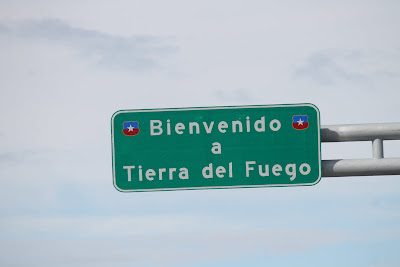 Bienvenido
a
Tierra del Fuego